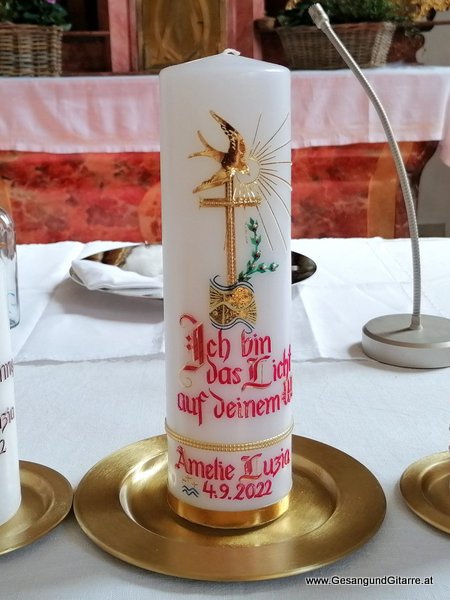 Ich bin
das Licht
auf deinem
Amelie Luzia
4.9.2022
www.GesangundGitarre.at